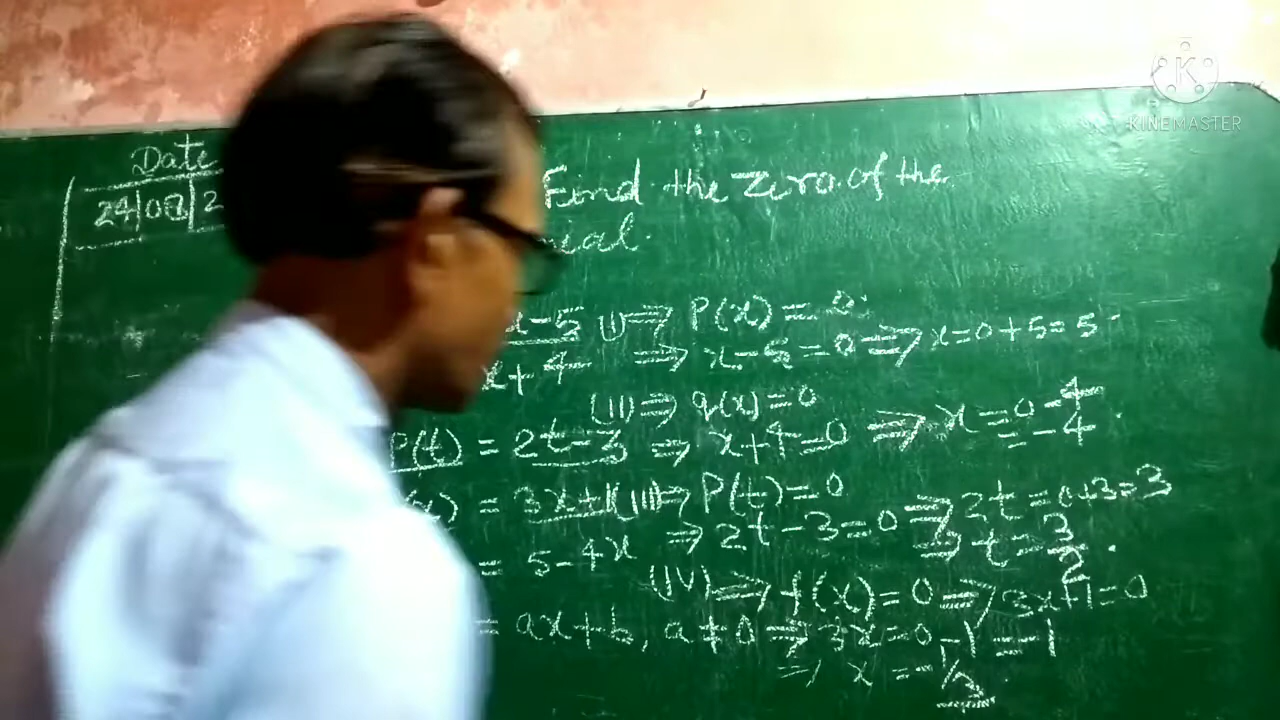 KINEMASTER
Date
24|08|2
Find the zero of the
ial.
x-5 (I) ⇒ P(x) = 0
x+4 ⇒ x-5=0 ⇒ x=0+5=5
(II) ⇒ q(x)=0
P(t) = 2t-3 ⇒ x+4=0 ⇒ x=0-4
=-4
= 3x+1 (III) ⇒ P(t)=0
⇒ 2t-3=0 ⇒ 2t=0+3=3
⇒ t=3/2
= 5-4x
(IV) ⇒ f(x)=0 ⇒ 3x+1=0
= ax+b, a≠0 ⇒ 3x=0-1=-1
⇒ x=-1/3